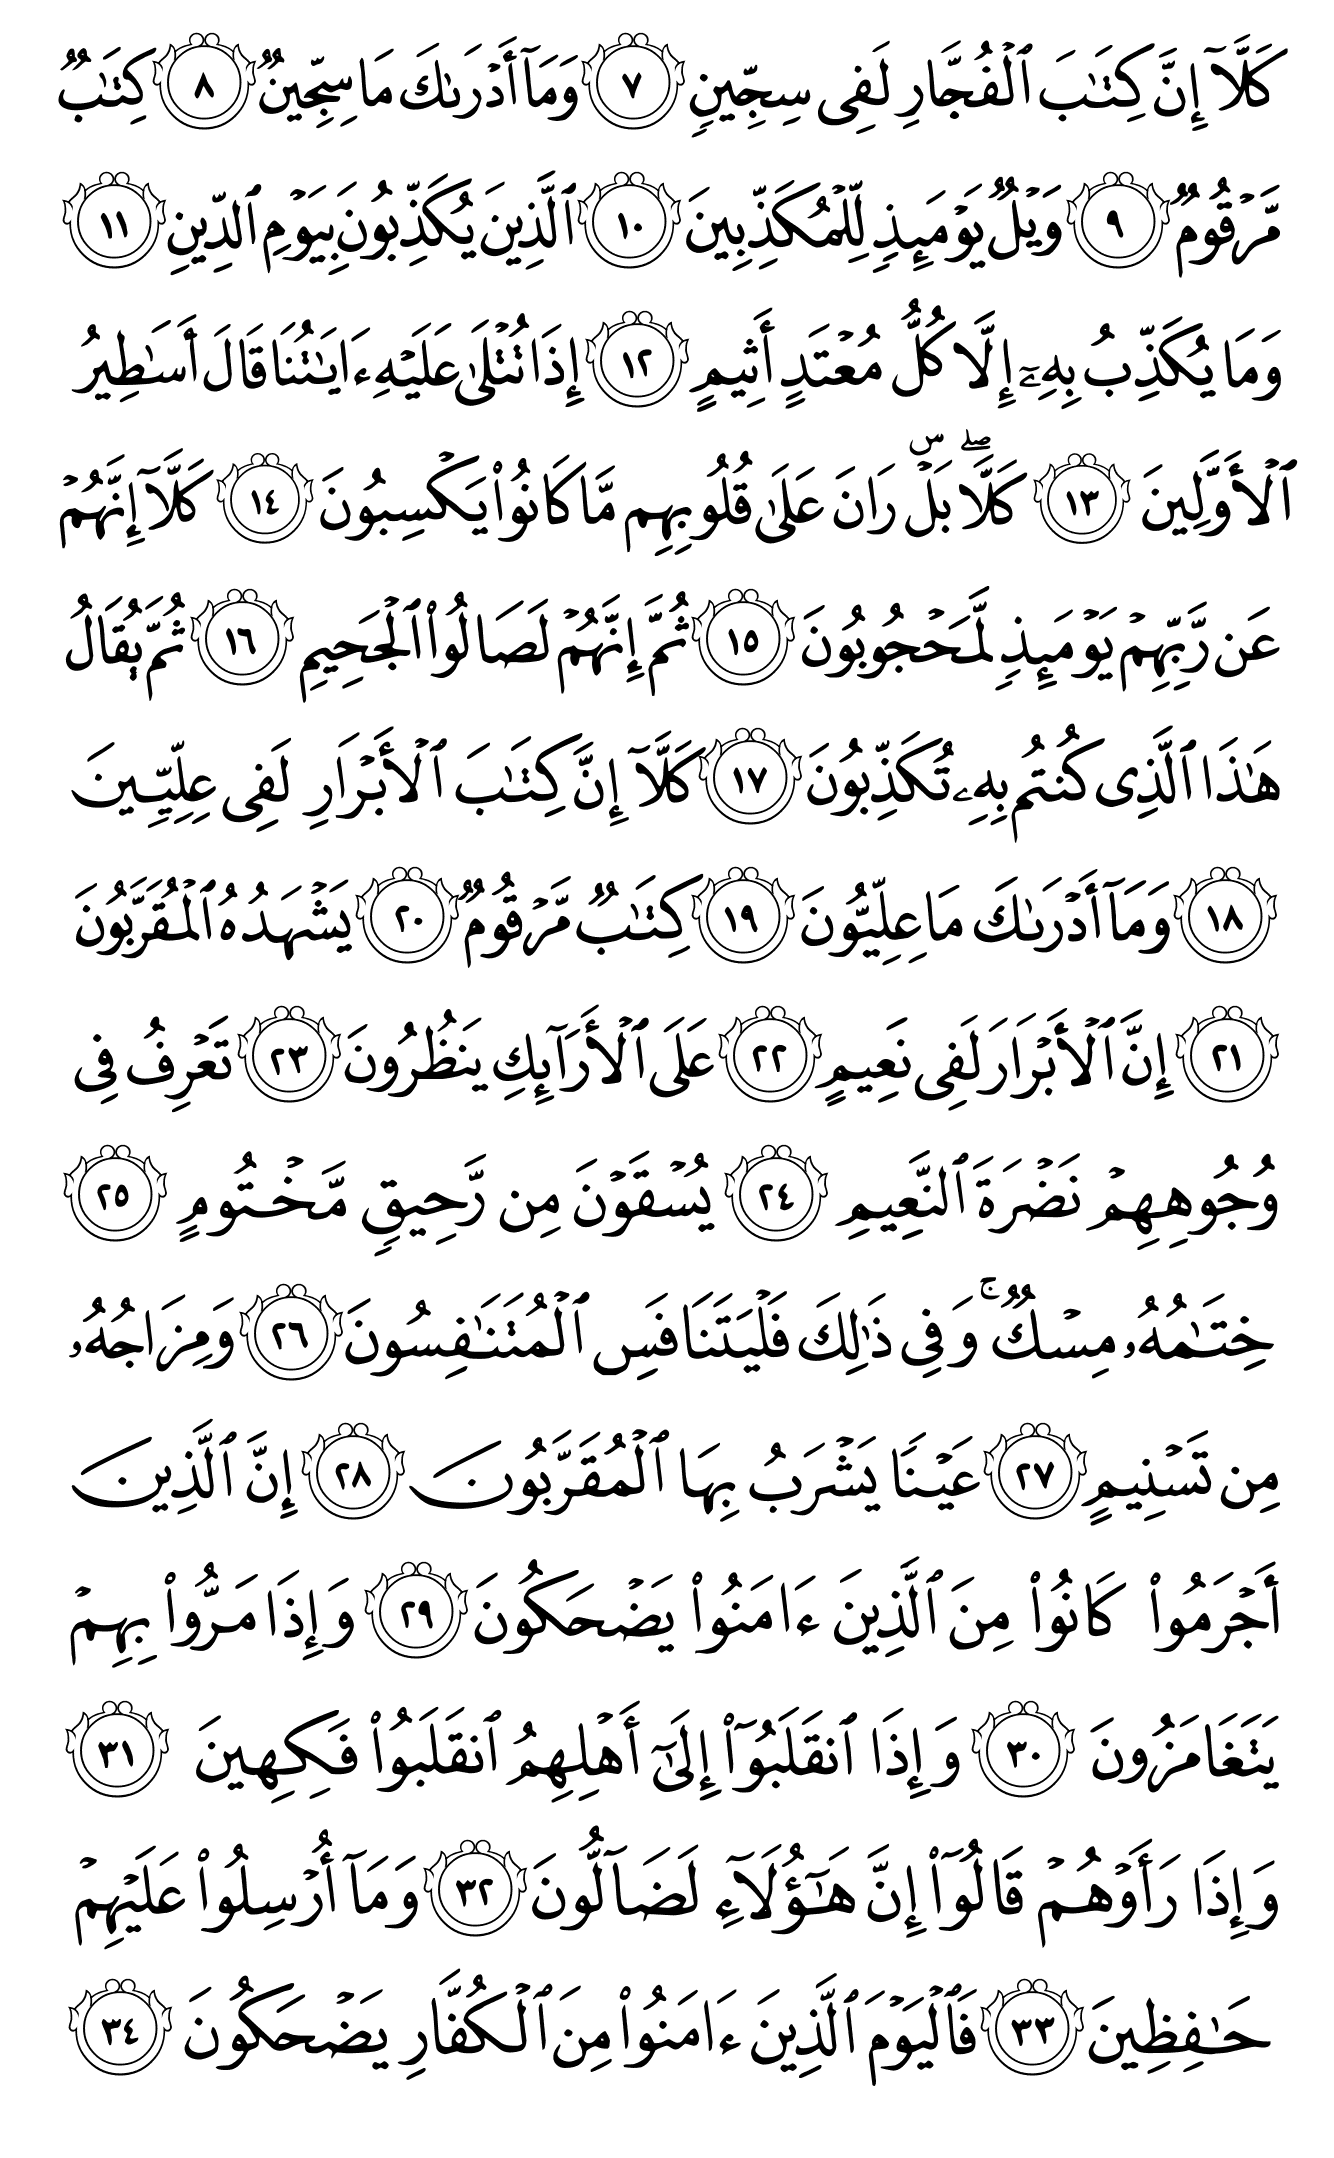 كَلَّآ إِنَّ كِتَـٰبَ ٱلْفُجَّارِ لَفِى سِجِّينٍ ٧ وَمَآ أَدْرَىٰكَ مَا سِجِّينٌ ٨ كِتَـٰبٌ
مَّرْقُومٌ ٩ وَيْلٌ يَوْمَئِذٍ لِّلْمُكَذِّبِينَ ١٠ ٱلَّذِينَ يُكَذِّبُونَ بِيَوْمِ ٱلدِّينِ ١١
وَمَا يُكَذِّبُ بِهِۦٓ إِلَّا كُلُّ مُعْتَدٍ أَثِيمٍ ١٢ إِذَا تُتْلَىٰ عَلَيْهِ ءَايَـٰتُنَا قَالَ أَسَـٰطِيرُ
ٱلْأَوَّلِينَ ١٣ كَلَّا ۖ بَلْ ۜ رَانَ عَلَىٰ قُلُوبِهِم مَّا كَانُوا۟ يَكْسِبُونَ ١٤ كَلَّآ إِنَّهُمْ
عَن رَّبِّهِمْ يَوْمَئِذٍ لَّمَحْجُوبُونَ ١٥ ثُمَّ إِنَّهُمْ لَصَالُوا۟ ٱلْجَحِيمِ ١٦ ثُمَّ يُقَالُ
هَـٰذَا ٱلَّذِى كُنتُم بِهِۦ تُكَذِّبُونَ ١٧ كَلَّآ إِنَّ كِتَـٰبَ ٱلْأَبْرَارِ لَفِى عِلِّيِّينَ
١٨ وَمَآ أَدْرَىٰكَ مَا عِلِّيُّونَ ١٩ كِتَـٰبٌ مَّرْقُومٌ ٢٠ يَشْهَدُهُ ٱلْمُقَرَّبُونَ
٢١ إِنَّ ٱلْأَبْرَارَ لَفِى نَعِيمٍ ٢٢ عَلَى ٱلْأَرَآئِكِ يَنظُرُونَ ٢٣ تَعْرِفُ فِى
وُجُوهِهِمْ نَضْرَةَ ٱلنَّعِيمِ ٢٤ يُسْقَوْنَ مِن رَّحِيقٍ مَّخْتُومٍ ٢٥
خِتَـٰمُهُۥ مِسْكٌ ۚ وَفِى ذَٰلِكَ فَلْيَتَنَافَسِ ٱلْمُتَنَـٰفِسُونَ ٢٦ وَمِزَاجُهُۥ
مِن تَسْنِيمٍ ٢٧ عَيْنًا يَشْرَبُ بِهَا ٱلْمُقَرَّبُونَ ٢٨ إِنَّ ٱلَّذِينَ
أَجْرَمُوا۟ كَانُوا۟ مِنَ ٱلَّذِينَ ءَامَنُوا۟ يَضْحَكُونَ ٢٩ وَإِذَا مَرُّوا۟ بِهِمْ
يَتَغَامَزُونَ ٣٠ وَإِذَا ٱنقَلَبُوٓا۟ إِلَىٰٓ أَهْلِهِمُ ٱنقَلَبُوا۟ فَكِهِينَ ٣١
وَإِذَا رَأَوْهُمْ قَالُوٓا۟ إِنَّ هَـٰٓؤُلَآءِ لَضَآلُّونَ ٣٢ وَمَآ أُرْسِلُوا۟ عَلَيْهِمْ
حَـٰفِظِينَ ٣٣ فَٱلْيَوْمَ ٱلَّذِينَ ءَامَنُوا۟ مِنَ ٱلْكُفَّارِ يَضْحَكُونَ ٣٤